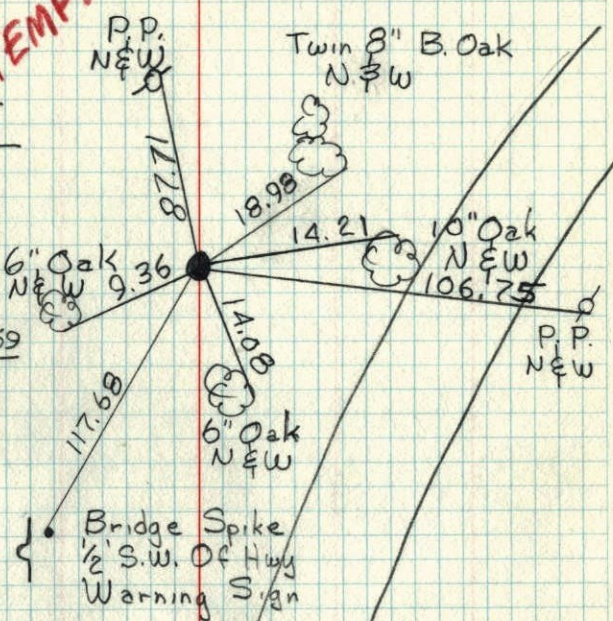 TEMP
P.P.
N&W
Twin 8" B. Oak
N&W
87.71
18.98
14.21
10" Oak
N&W
6" Oak
N&W
9.36
106.75
P.P.
N&W
14.08
6" Oak
N&W
117.68
Bridge Spike
1/2' S.W. Of Hwy
Warning Sign